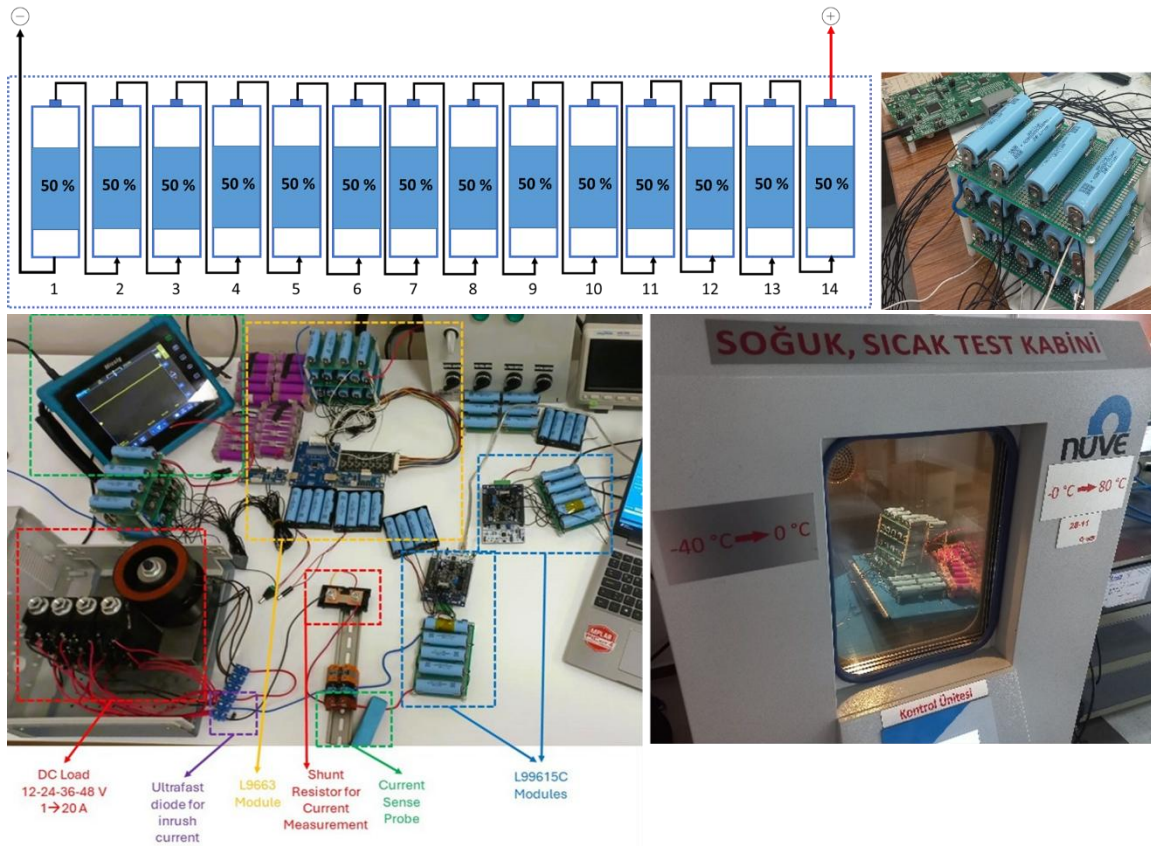 −
+
50 %
50 %
50 %
50 %
50 %
50 %
50 %
50 %
50 %
50 %
50 %
50 %
50 %
50 %
1 2 3 4 5 6 7 8 9 10 11 12 13 14
SOĞUK, SICAK TEST KABİNİ
nüve
-0 °C → 80 °C
-40 °C → 0 °C
Kontrol Ünitesi
DC Load
12-24-36-48 V
1→20 A
Ultrafast
diode for
inrush
current
L9663
Module
Shunt
Resistor for
Current
Measurement
Current
Sense
Probe
L99615C
Modules